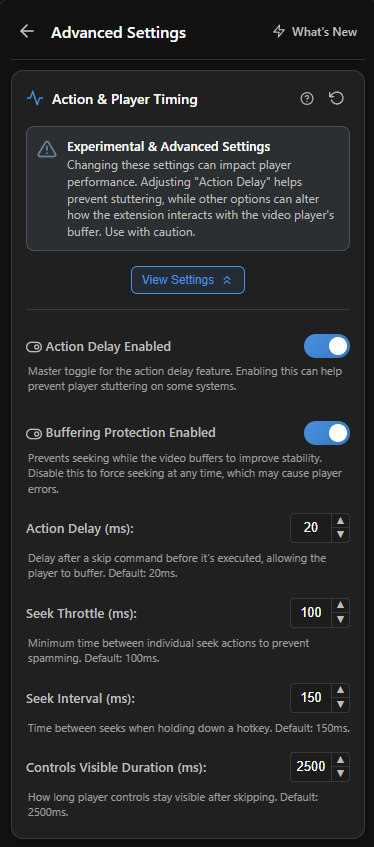 Advanced Settings
What's New
Action & Player Timing
Experimental & Advanced Settings
Changing these settings can impact player
performance. Adjusting "Action Delay" helps
prevent stuttering, while other options can alter
how the extension interacts with the video player's
buffer. Use with caution.
View Settings
Action Delay Enabled
Master toggle for the action delay feature. Enabling this can help
prevent player stuttering on some systems.
Buffering Protection Enabled
Prevents seeking while the video buffers to improve stability.
Disable this to force seeking at any time, which may cause player
errors.
Action Delay (ms):
20
Delay after a skip command before it's executed, allowing the
player to buffer. Default: 20ms.
Seek Throttle (ms):
100
Minimum time between individual seek actions to prevent
spamming. Default: 100ms.
Seek Interval (ms):
150
Time between seeks when holding down a hotkey. Default: 150ms.
Controls Visible Duration (ms):
2500
How long player controls stay visible after skipping. Default:
2500ms.